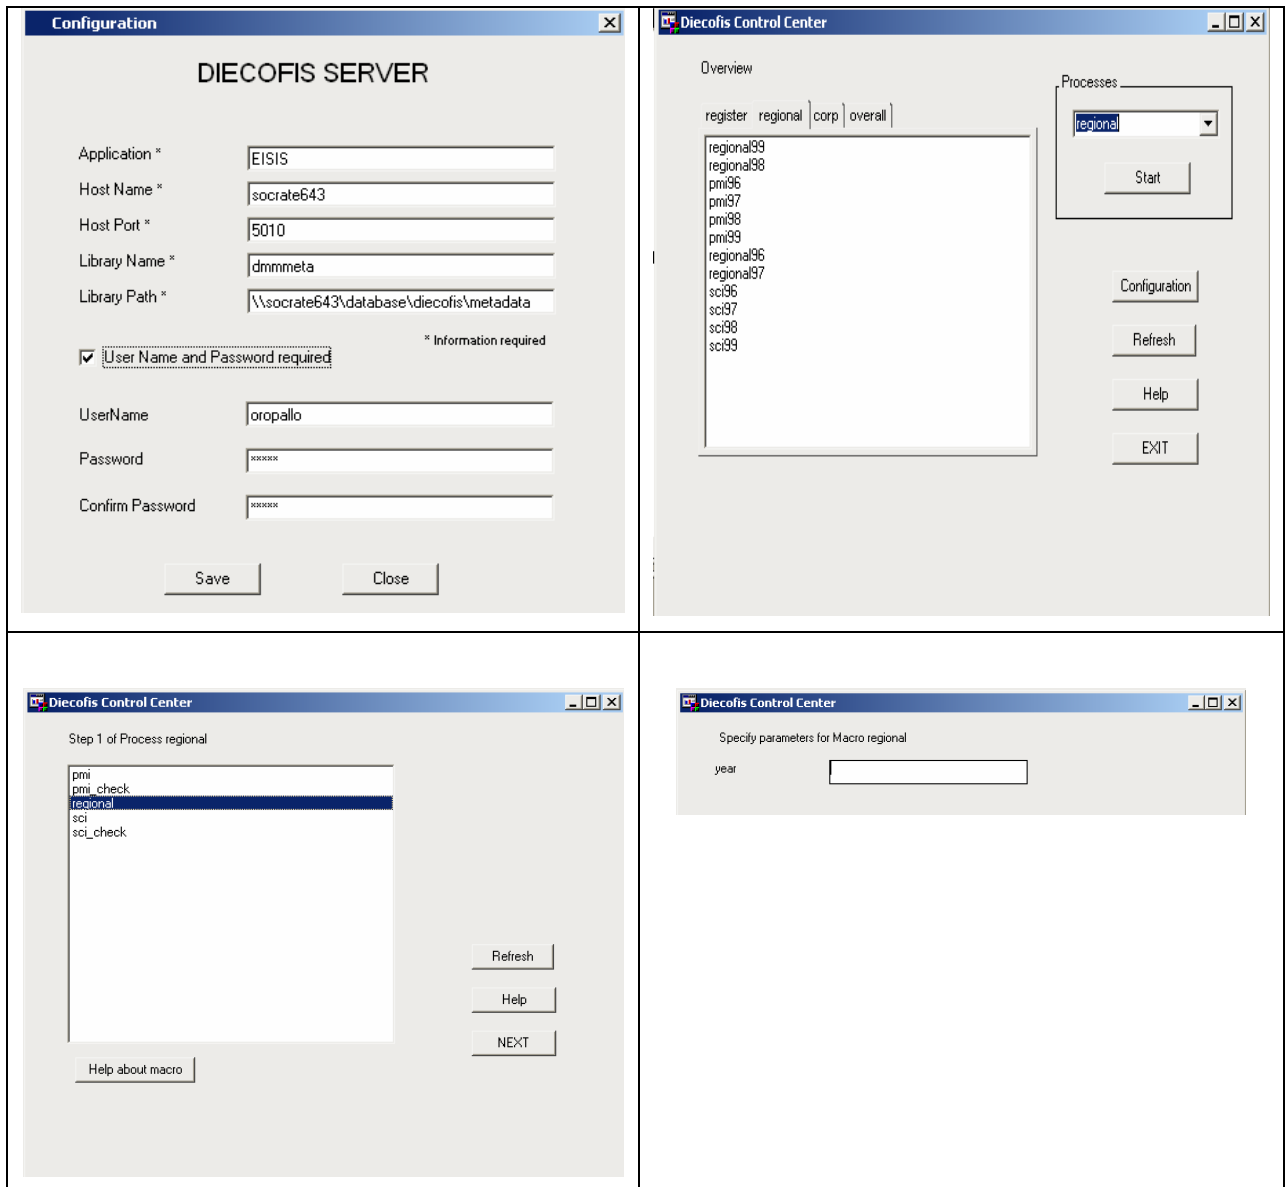 Configuration
DIECOFIS SERVER
Application *
EISIS
Host Name *
socrate643
Host Port *
5010
Library Name *
dmmmeta
Library Path *
\\socrate643\database\diecofis\metadata
* Information required
User Name and Password required
UserName
oropallo
Password
*****
Confirm Password
*****
Save
Close
Diecofis Control Center
Overview
register regional corp overall
regional99
regional98
pmi96
pmi97
pmi98
pmi99
regional96
regional97
sci96
sci97
sci98
sci99
Processes
regional
Start
Configuration
Refresh
Help
EXIT
Diecofis Control Center
Step 1 of Process regional
pmi
pmi_check
regional
sci
sci_check
Refresh
Help
NEXT
Help about macro
Diecofis Control Center
Specify parameters for Macro regional
year